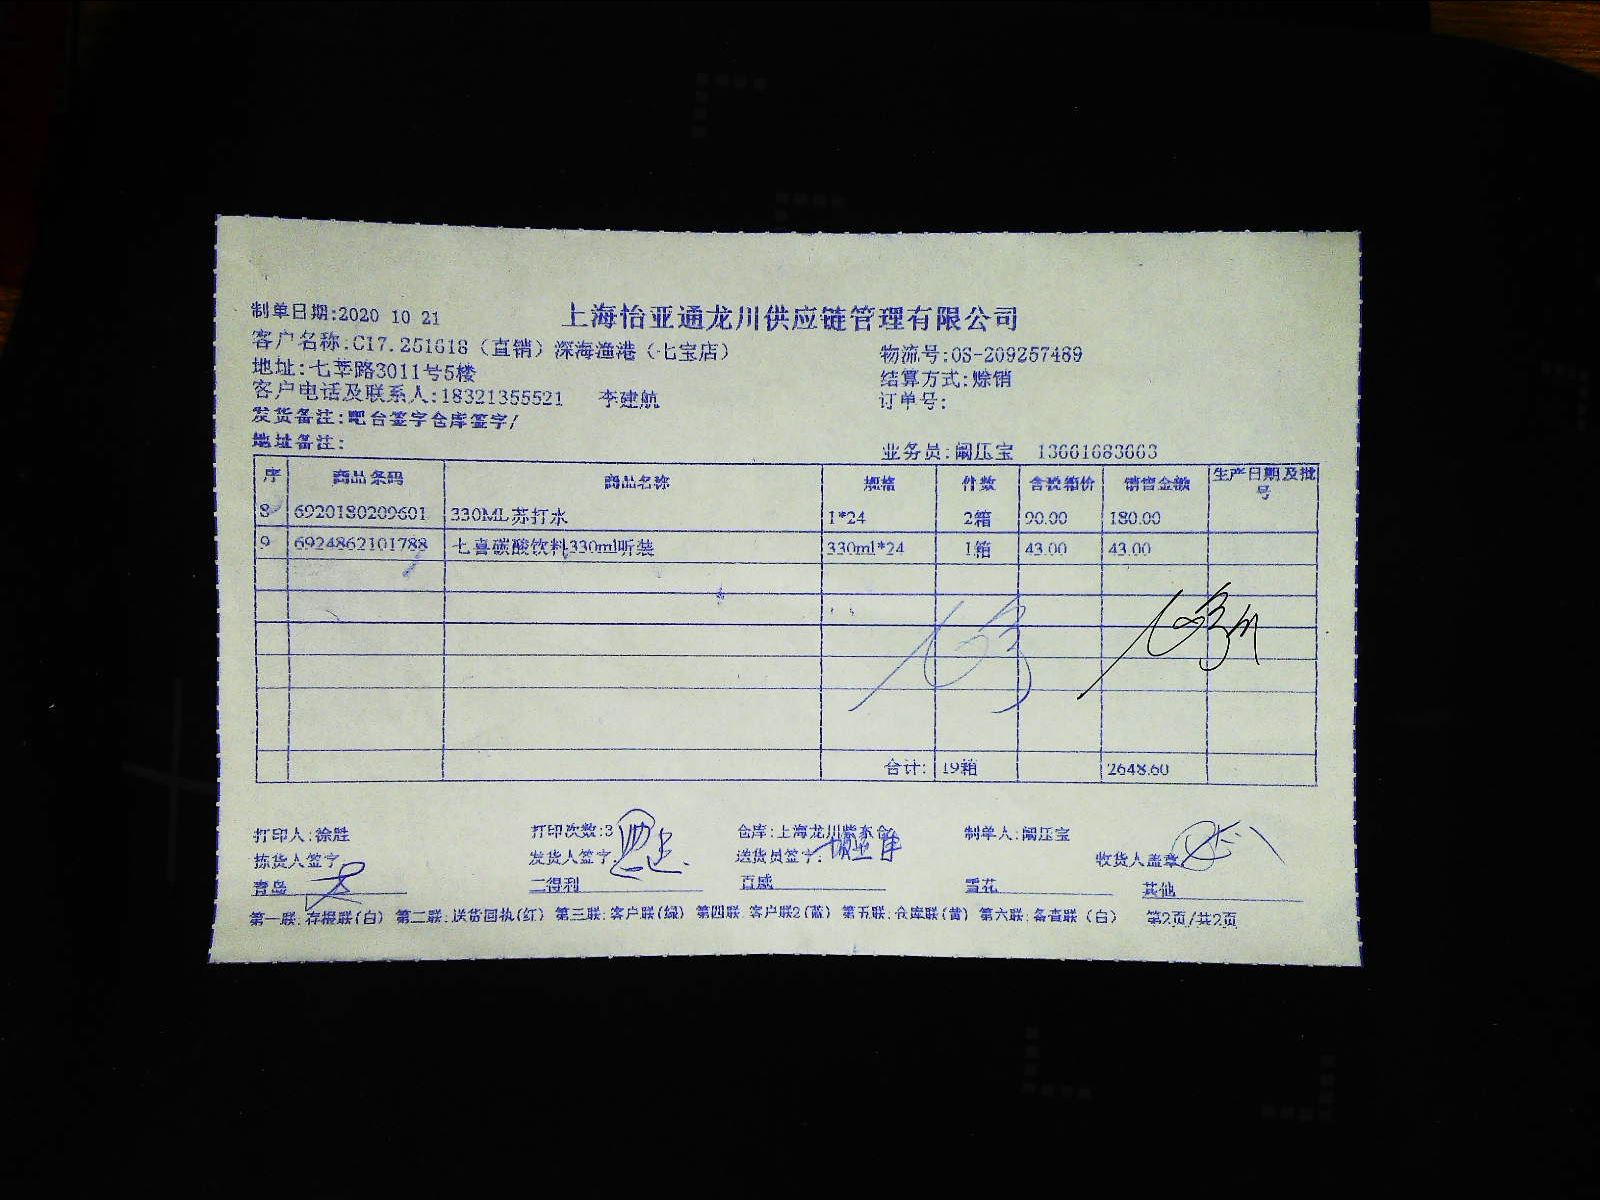 制单日期:2020 10 21
上海怡亚通龙川供应链管理有限公司
客户名称:C17.251618（直销）深海渔港（七宝店）
物流号:OS-209257489
地址:七莘路3011号5楼
结算方式:赊销
客户电话及联系人:18321355521 李建航
订单号:
发货备注:吧台签字仓库签字/
地址备注:
业务员:阚压宝 13661683663
序 商品条码 商品名称 规格 件数 含税箱价 销售金额 生产日期及批号
8 6920180209601 330ML苏打水 1*24 2箱 90.00 180.00
9 6924862101788 七喜碳酸饮料330ml听装 330ml*24 1箱 43.00 43.00
合计: 19箱 2648.60
打印人:徐胜 打印次数:3 仓库:上海龙川紫东仓 制单人:阚压宝
拣货人签字 发货人签字: 送货员签字: 收货人盖章
青岛 二得利 百威 雪花 其他
第一联:存根联(白) 第二联:送货回执(红) 第三联:客户联(绿) 第四联:客户联2(蓝) 第五联:仓库联(黄) 第六联:备查联（白） 第2页/共2页